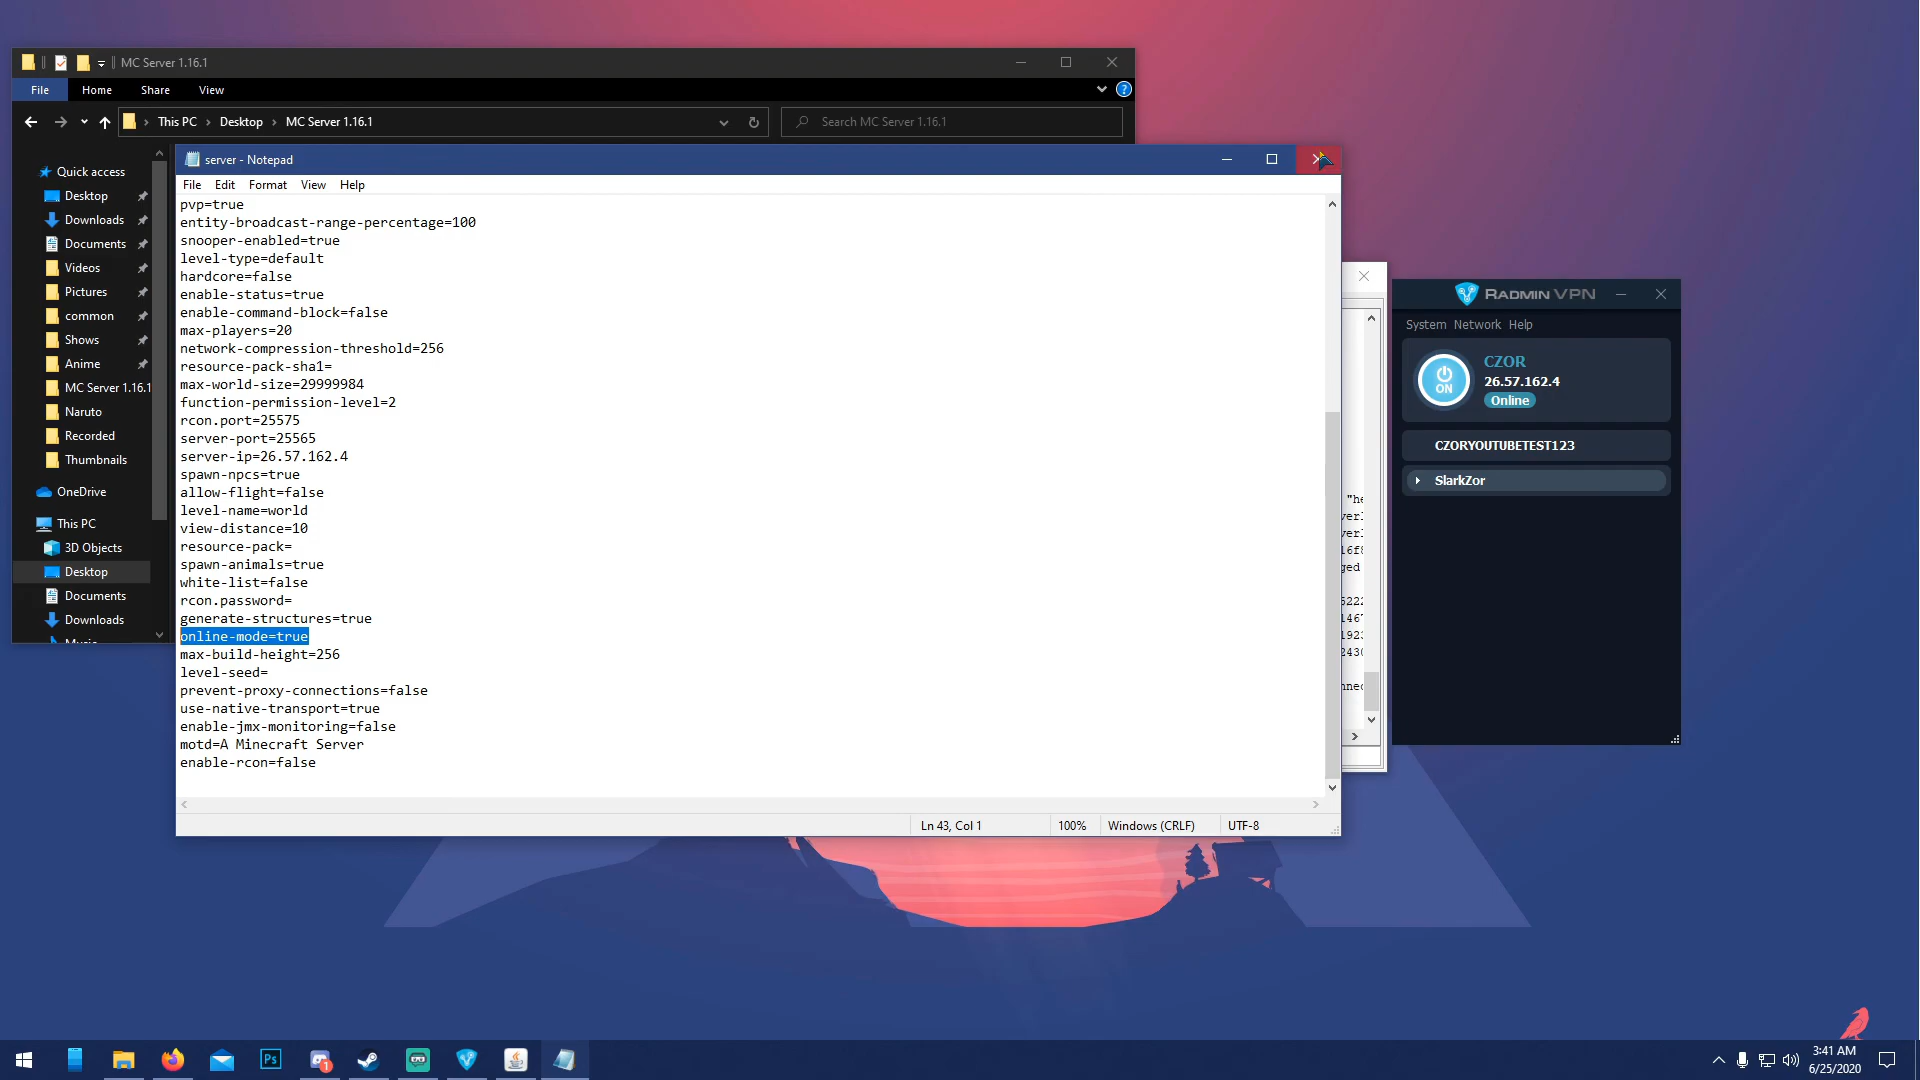 MC Server 1.16.1
File Home Share View
This PC Desktop MC Server 1.16.1
Search MC Server 1.16.1
Quick access
Desktop
Downloads
Documents
Videos
Pictures
common
Shows
Anime
MC Server 1.16.1
Naruto
Recorded
Thumbnails
OneDrive
This PC
3D Objects
Desktop
Documents
Downloads
Music
server - Notepad
File Edit Format View Help
pvp=true
entity-broadcast-range-percentage=100
snooper-enabled=true
level-type=default
hardcore=false
enable-status=true
enable-command-block=false
max-players=20
network-compression-threshold=256
resource-pack-sha1=
max-world-size=29999984
function-permission-level=2
rcon.port=25575
server-port=25565
server-ip=26.57.162.4
spawn-npcs=true
allow-flight=false
level-name=world
view-distance=10
resource-pack=
spawn-animals=true
white-list=false
rcon.password=
generate-structures=true
online-mode=true
max-build-height=256
level-seed=
prevent-proxy-connections=false
use-native-transport=true
enable-jmx-monitoring=false
motd=A Minecraft Server
enable-rcon=false
Ln 43, Col 1 100% Windows (CRLF) UTF-8
RADMIN VPN
System Network Help
ON
CZOR
26.57.162.4
Online
CZORYOUTUBETEST123
SlarkZor
Ps
1
3:41 AM
6/25/2020